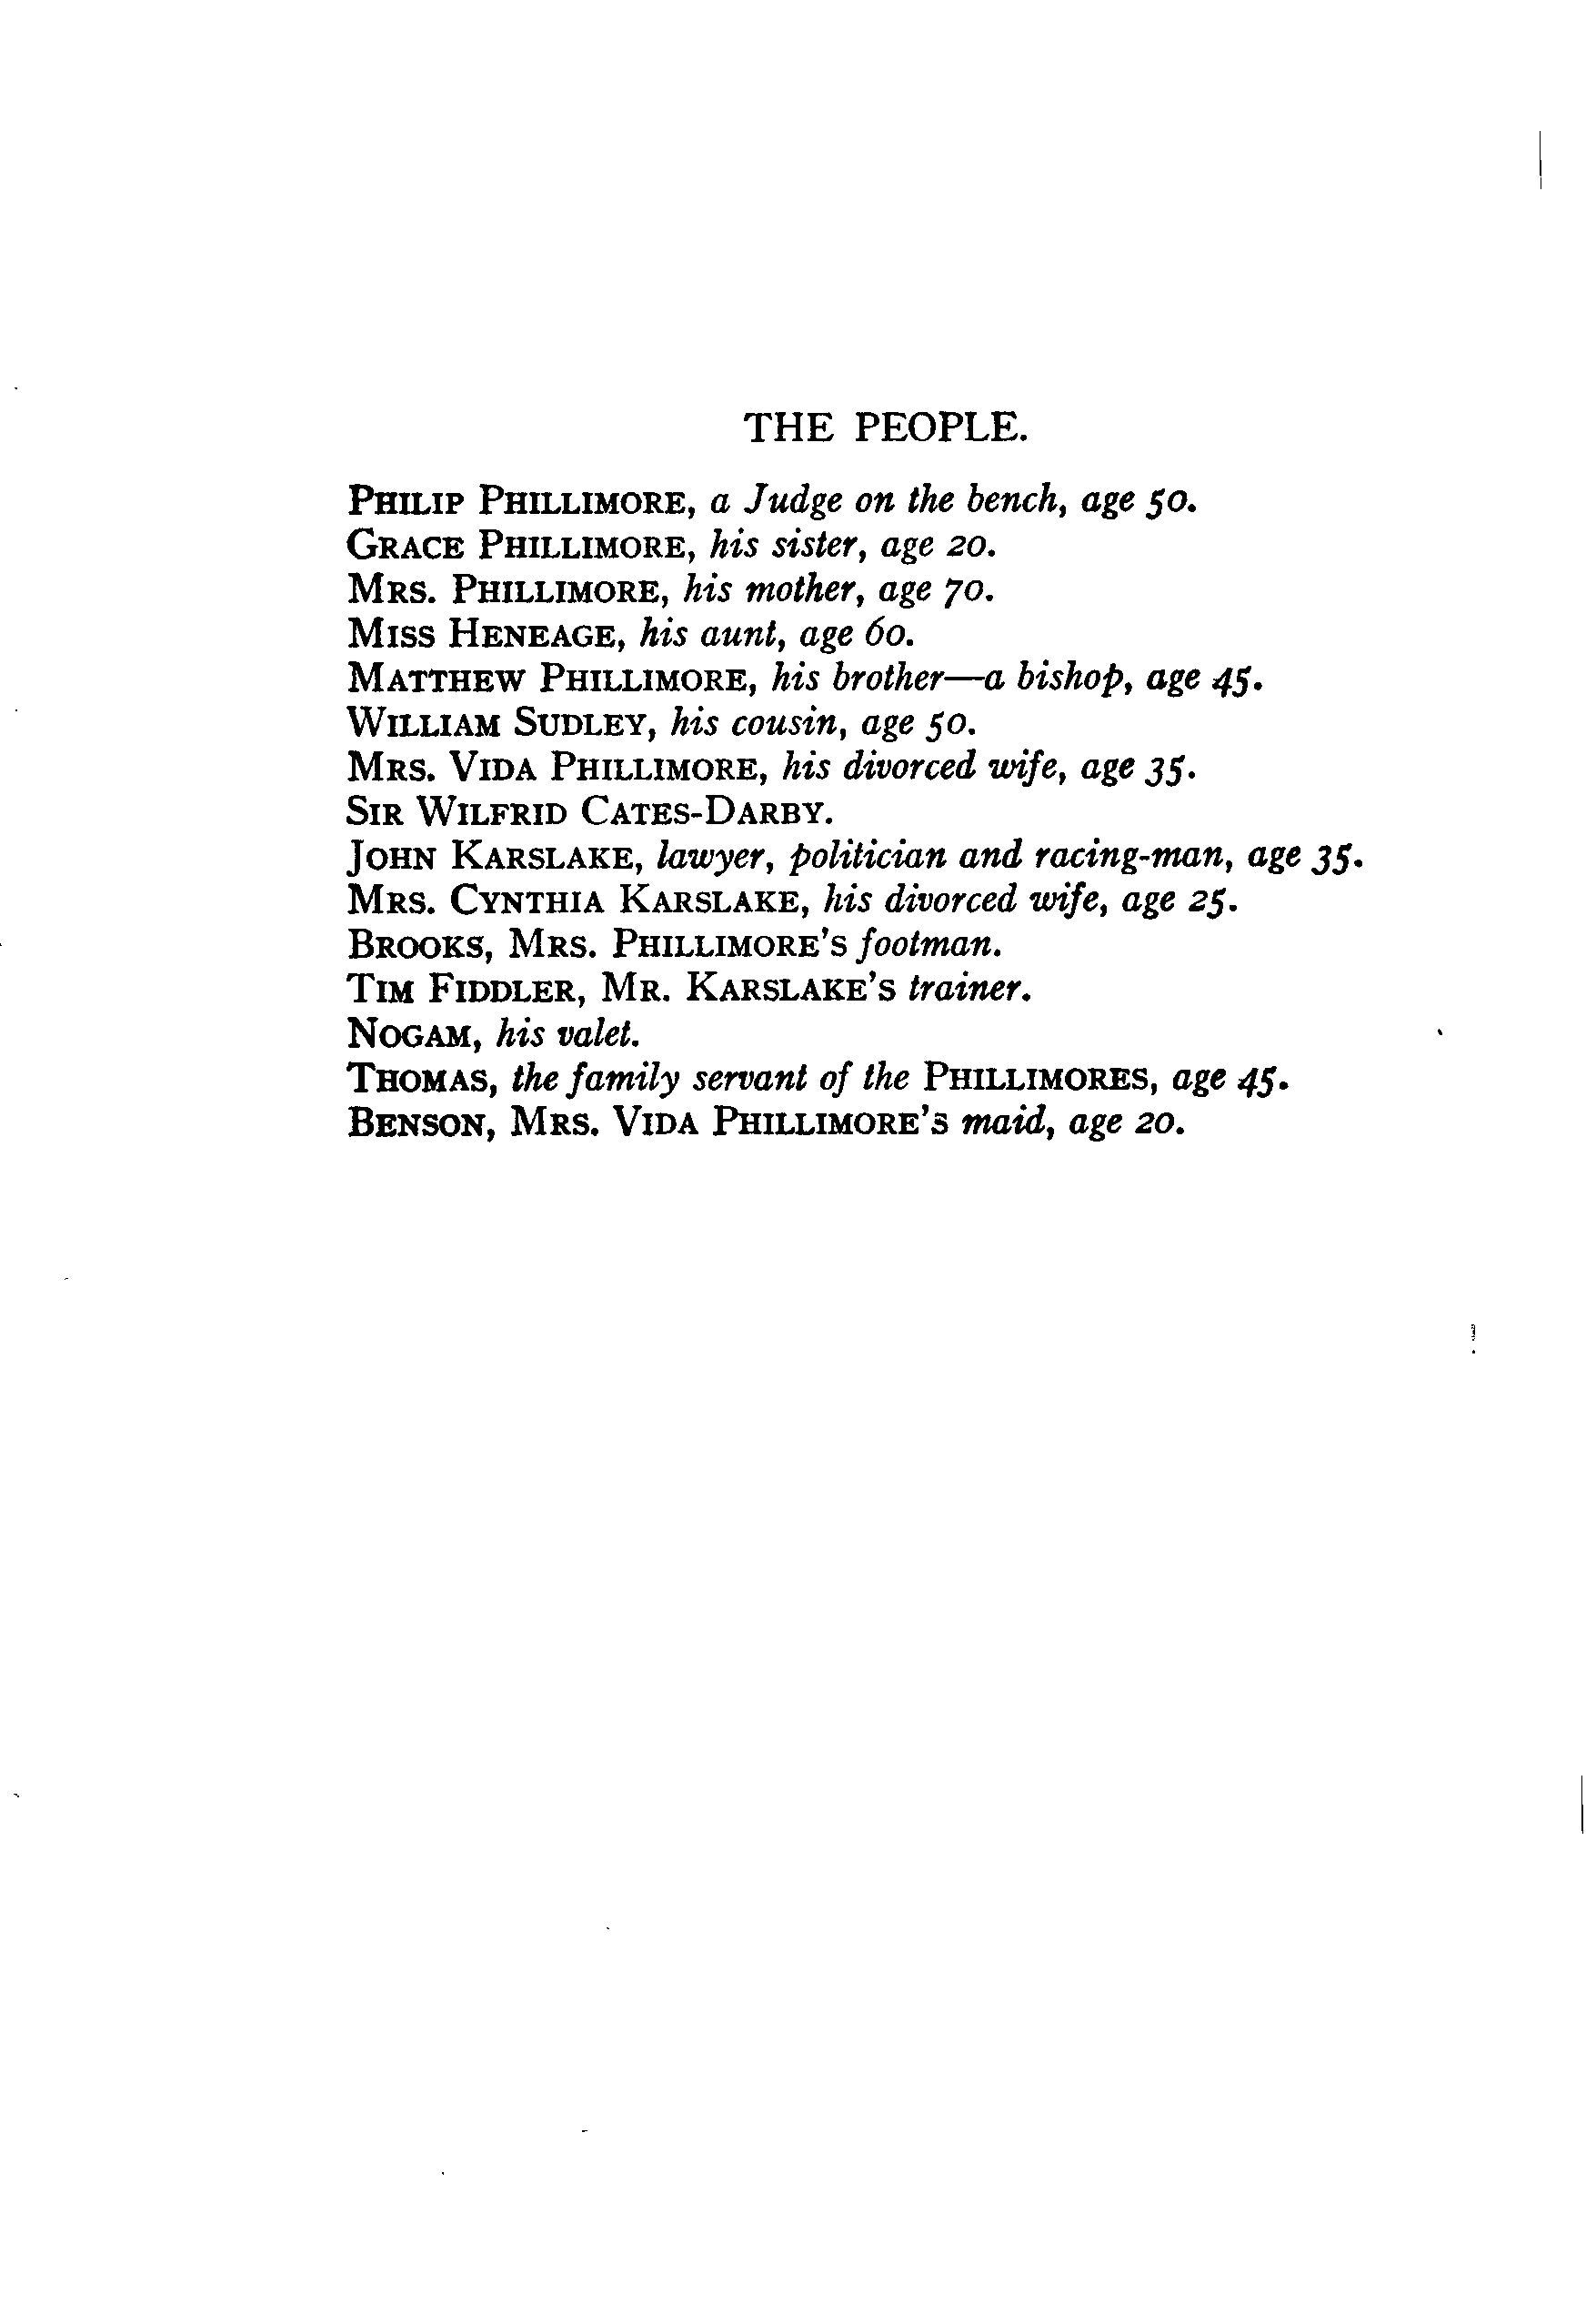 THE PEOPLE.
PHILIP PHILLIMORE, a Judge on the bench, age 50.
GRACE PHILLIMORE, his sister, age 20.
MRS. PHILLIMORE, his mother, age 70.
MISS HENEAGE, his aunt, age 60.
MATTHEW PHILLIMORE, his brother—a bishop, age 45.
WILLIAM SUDLEY, his cousin, age 50.
MRS. VIDA PHILLIMORE, his divorced wife, age 35.
SIR WILFRID CATES-DARBY.
JOHN KARSLAKE, lawyer, politician and racing-man, age 35.
MRS. CYNTHIA KARSLAKE, his divorced wife, age 25.
BROOKS, MRS. PHILLIMORE'S footman.
TIM FIDDLER, MR. KARSLAKE'S trainer.
NOGAM, his valet.
THOMAS, the family servant of the PHILLIMORES, age 45.
BENSON, MRS. VIDA PHILLIMORE'S maid, age 20.